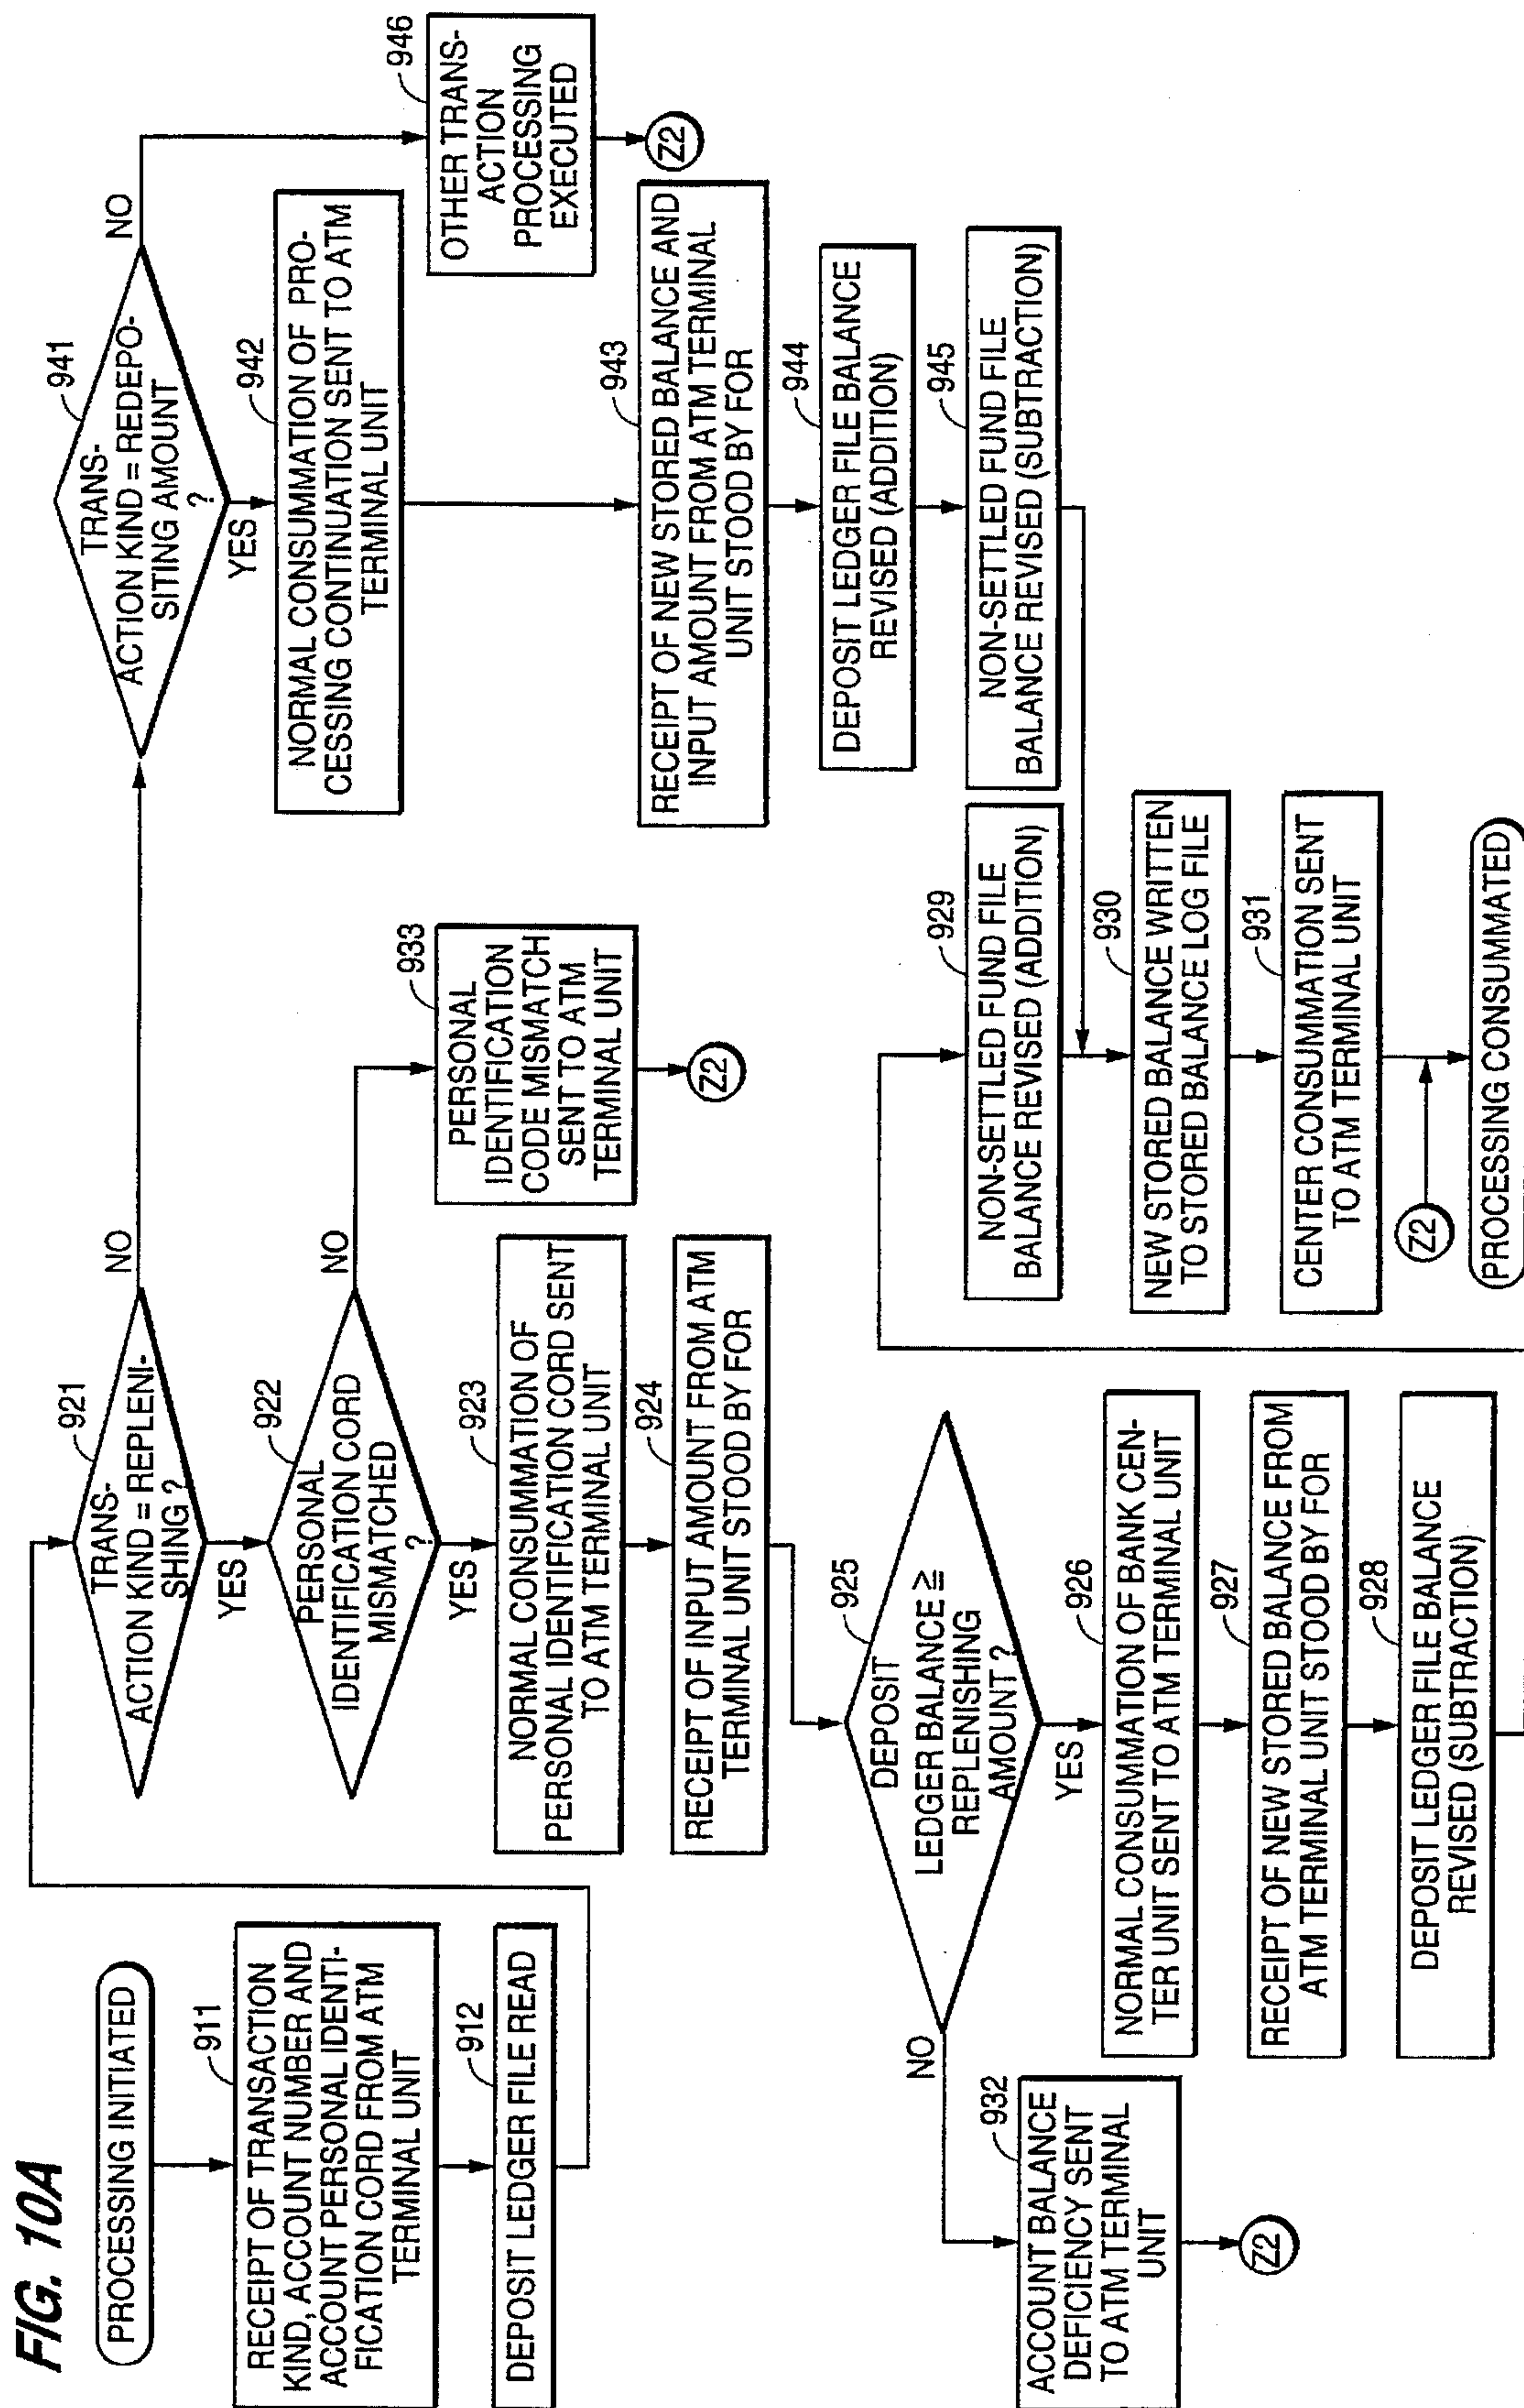 FIG. 10A
PROCESSING INITIATED
911
RECEIPT OF TRANSACTION
KIND, ACCOUNT NUMBER AND
ACCOUNT PERSONAL IDENTI-
FICATION CORD FROM ATM
TERMINAL UNIT
912
DEPOSIT LEDGER FILE READ
921
TRANS-
ACTION KIND = REPLENI-
SHING ?
NO
YES
922
PERSONAL
IDENTIFICATION CORD
MISMATCHED
?
NO
YES
933
PERSONAL
IDENTIFICATION
CODE MISMATCH
SENT TO ATM
TERMINAL UNIT
Z2
923
NORMAL CONSUMMATION OF
PERSONAL IDENTIFICATION CORD SENT
TO ATM TERMINAL UNIT
924
RECEIPT OF INPUT AMOUNT FROM ATM
TERMINAL UNIT STOOD BY FOR
925
DEPOSIT
LEDGER BALANCE ≧
REPLENISHING
AMOUNT ?
NO
YES
932
ACCOUNT BALANCE
DEFICIENCY SENT
TO ATM TERMINAL
UNIT
Z2
926
NORMAL CONSUMMATION OF BANK CEN-
TER UNIT SENT TO ATM TERMINAL UNIT
927
RECEIPT OF NEW STORED BALANCE FROM
ATM TERMINAL UNIT STOOD BY FOR
928
DEPOSIT LEDGER FILE BALANCE
REVISED (SUBTRACTION)
941
TRANS-
ACTION KIND = REDEPO-
SITING AMOUNT
?
NO
YES
946
OTHER TRANS-
ACTION
PROCESSING
EXECUTED
Z2
942
NORMAL CONSUMMATION OF PRO-
CESSING CONTINUATION SENT TO ATM
TERMINAL UNIT
943
RECEIPT OF NEW STORED BALANCE AND
INPUT AMOUNT FROM ATM TERMINAL
UNIT STOOD BY FOR
944
DEPOSIT LEDGER FILE BALANCE
REVISED (ADDITION)
945
NON-SETTLED FUND FILE
BALANCE REVISED (SUBTRACTION)
929
NON-SETTLED FUND FILE
BALANCE REVISED (ADDITION)
930
NEW STORED BALANCE WRITTEN
TO STORED BALANCE LOG FILE
931
CENTER CONSUMMATION SENT
TO ATM TERMINAL UNIT
Z2
PROCESSING CONSUMMATED